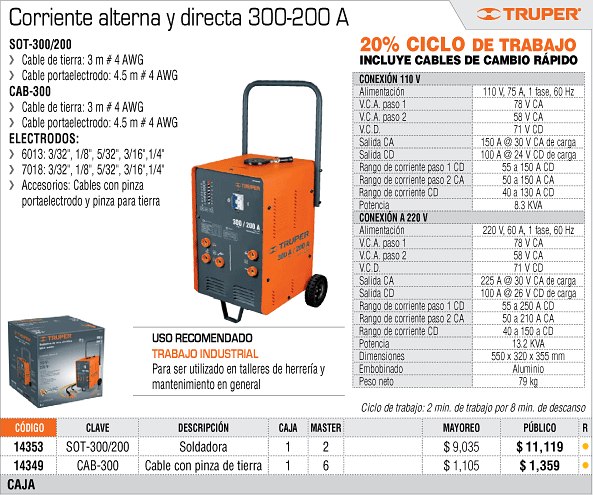 Corriente alterna y directa 300-200 A
TRUPER
SOT-300/200
Cable de tierra: 3 m # 4 AWG
Cable portaelectrodo: 4.5 m # 4 AWG
CAB-300
Cable de tierra: 3 m # 4 AWG
Cable portaelectrodo: 4.5 m # 4 AWG
ELECTRODOS:
6013: 3/32", 1/8", 5/32", 3/16",1/4"
7018: 3/32", 1/8", 5/32", 3/16",1/4"
Accesorios: Cables con pinza
portaelectrodo y pinza para tierra
TRUPER
300 / 200 A
TRUPER
300 A / 200 A
TRUPER
USO RECOMENDADO
TRABAJO INDUSTRIAL
Para ser utilizado en talleres de herrería y
mantenimiento en general
20% CICLO DE TRABAJO
INCLUYE CABLES DE CAMBIO RÁPIDO
CONEXIÓN 110 V
Alimentación 110 V, 75 A, 1 fase, 60 Hz
V.C.A. paso 1 78 V CA
V.C.A. paso 2 58 V CA
V.C.D. 71 V CD
Salida CA 150 A @ 30 V CA de carga
Salida CD 100 A @ 24 V CD de carga
Rango de corriente paso 1 CD 55 a 150 A CD
Rango de corriente paso 2 CA 50 a 150 A CA
Rango de corriente CD 40 a 130 A CD
Potencia 8.3 KVA
CONEXIÓN A 220 V
Alimentación 220 V, 60 A, 1 fase, 60 Hz
V.C.A. paso 1 78 V CA
V.C.A. paso 2 58 V CA
V.C.D. 71 V CD
Salida CA 225 A @ 30 V CA de carga
Salida CD 100 A @ 26 V CD de carga
Rango de corriente paso 1 CD 55 a 250 A CD
Rango de corriente paso 2 CA 50 a 210 A CA
Rango de corriente CD 40 a 150 a CD
Potencia 13.2 KVA
Dimensiones 550 x 320 x 355 mm
Embobinado Aluminio
Peso neto 79 kg
Ciclo de trabajo: 2 min. de trabajo por 8 min. de descanso
CÓDIGO CLAVE DESCRIPCIÓN CAJA MASTER MAYOREO PÚBLICO R
14353 SOT-300/200 Soldadora 1 2 $ 9,035 $ 11,119
14349 CAB-300 Cable con pinza de tierra 1 6 $ 1,105 $ 1,359
CAJA